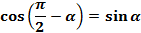 cos(π/2 − α) = sin α